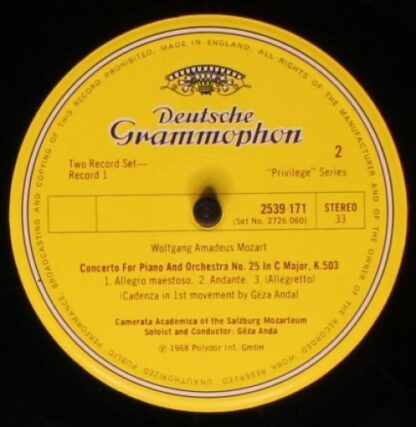 BROADCASTING AND COPYING OF THIS RECORD PROHIBITED. MADE IN ENGLAND. ALL RIGHTS OF THE MANUFACTURER AND OF THE OWNER OF THE RECORDED WORK RESERVED. UNAUTHORIZED PUBLIC PERFORMANCE,
Deutsche
Grammophon
Two Record Set—
Record 1
2
"Privilege" Series
2539 171
(Set No. 2726 060)
STEREO
33
Wolfgang Amadeus Mozart
Concerto For Piano And Orchestra No. 25 In C Major, K.503
1. Allegro maestoso. 2. Andante. 3. (Allegretto)
(Cadenza in 1st movement by Géza Anda)
Camerata Academica of the Salzburg Mozarteum
Soloist and Conductor: Géza Anda
℗ 1968 Polydor Int. GmbH